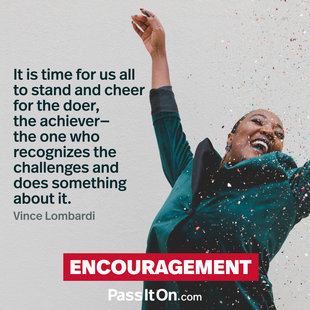 It is time for us all
to stand and cheer
for the doer,
the achiever—
the one who
recognizes the
challenges and
does something
about it.
Vince Lombardi
ENCOURAGEMENT
PassItOn.com